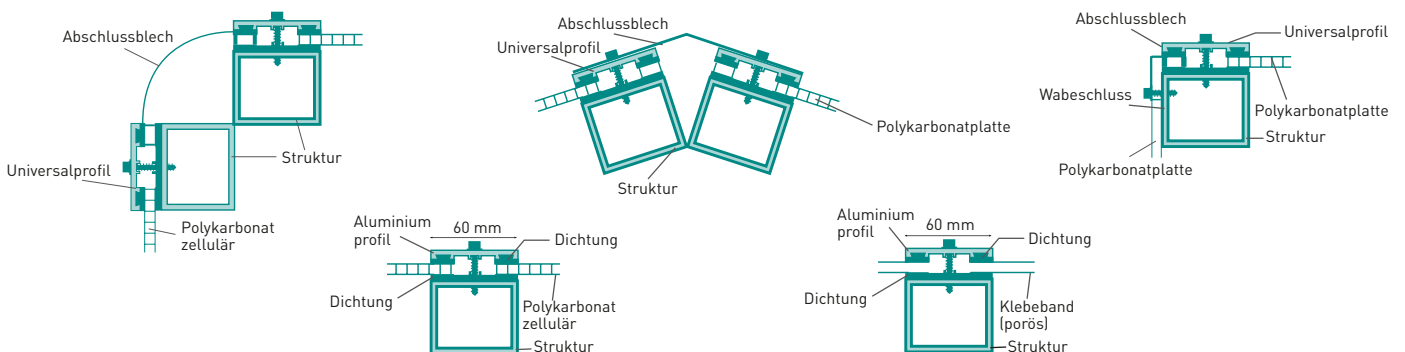 Abschlussblech
Universalprofil
Struktur
Polykarbonat
zellulär
Abschlussblech
Universalprofil
Polykarbonatplatte
Struktur
Abschlussblech
Universalprofil
Wabeschluss
Polykarbonatplatte
Struktur
Polykarbonatplatte
Aluminium
profil
60 mm
Dichtung
Dichtung
Polykarbonat
zellulär
Struktur
Aluminium
profil
60 mm
Dichtung
Dichtung
Klebeband
(porös)
Struktur